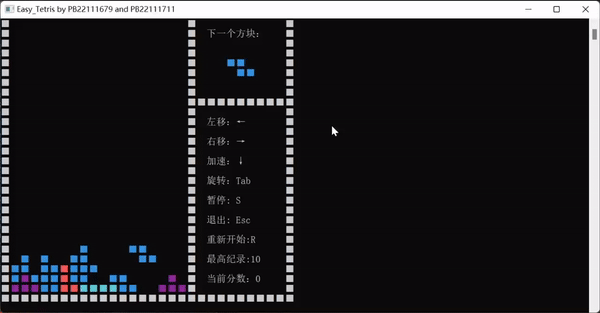 Easy_Tetris by PB22111679 and PB22111711
下一个方块:
左移: ←
右移: →
加速: ↓
旋转: Tab
暂停: S
退出: Esc
重新开始:R
最高纪录:10
当前分数: 0